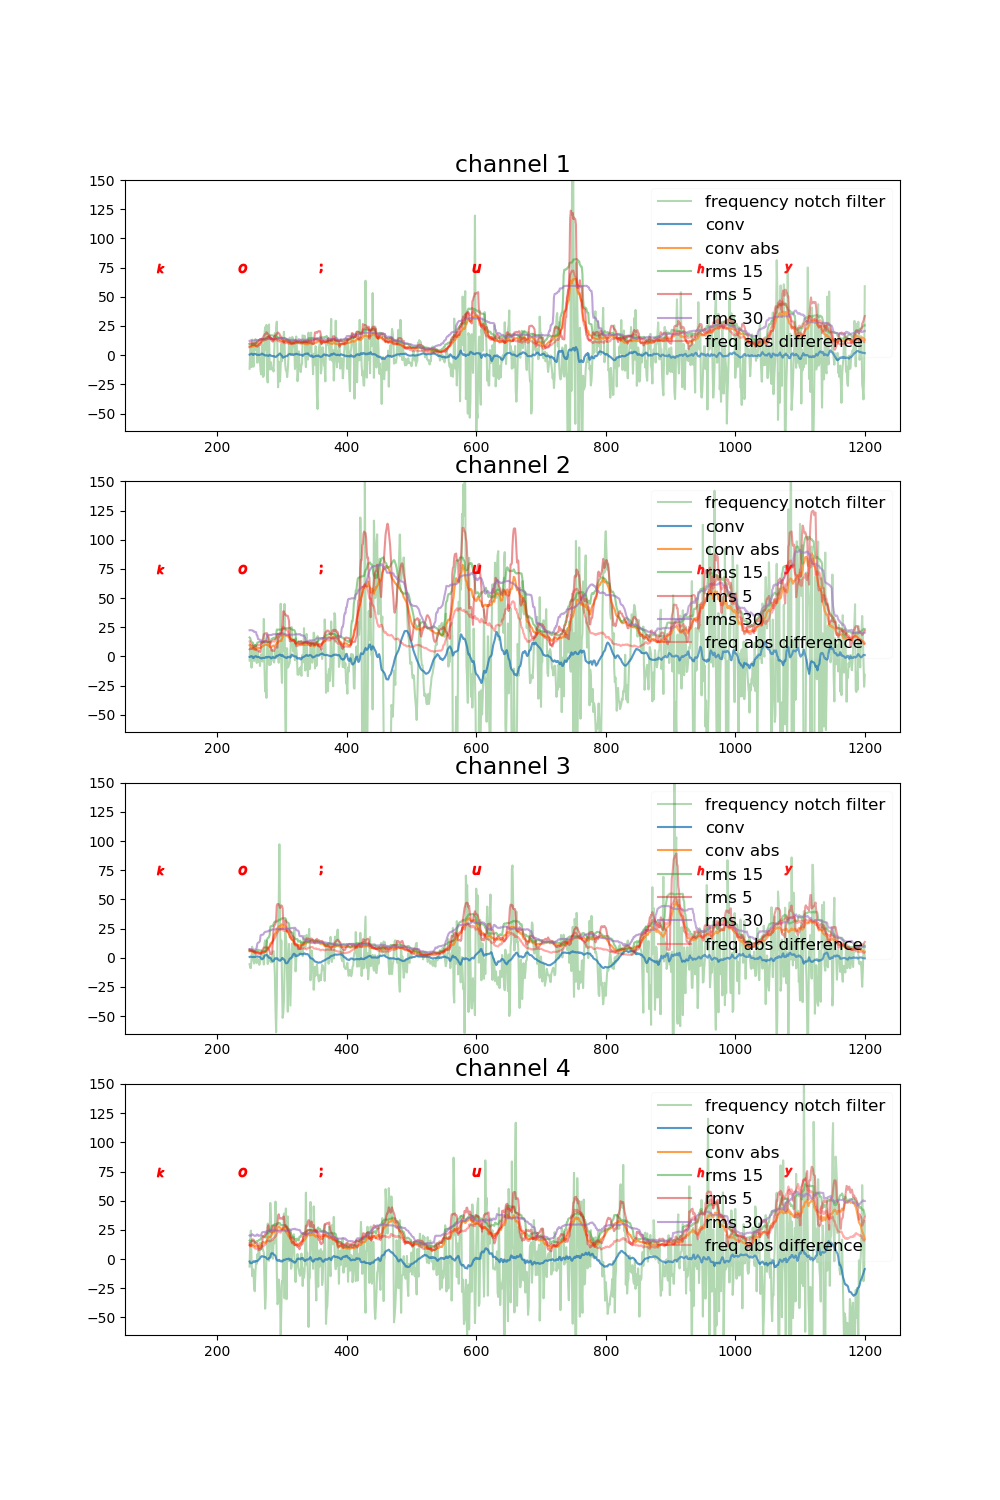 channel 1
150
125
100
75
50
25
0
−25
−50
k o ; u h y
frequency notch filter
conv
conv abs
rms 15
rms 5
rms 30
freq abs difference
200 400 600 800 1000 1200
channel 2
150
125
100
75
50
25
0
−25
−50
k o ; u h y
frequency notch filter
conv
conv abs
rms 15
rms 5
rms 30
freq abs difference
200 400 600 800 1000 1200
channel 3
150
125
100
75
50
25
0
−25
−50
k o ; u h y
frequency notch filter
conv
conv abs
rms 15
rms 5
rms 30
freq abs difference
200 400 600 800 1000 1200
channel 4
150
125
100
75
50
25
0
−25
−50
k o ; u h y
frequency notch filter
conv
conv abs
rms 15
rms 5
rms 30
freq abs difference
200 400 600 800 1000 1200